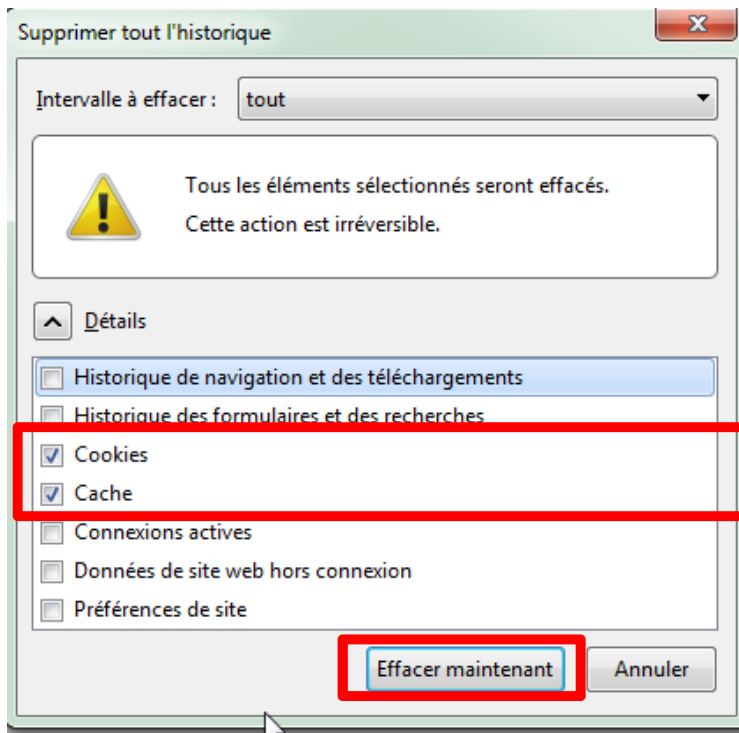 Supprimer tout l'historique
Intervalle à effacer : tout
Tous les éléments sélectionnés seront effacés.
Cette action est irréversible.
Détails
Historique de navigation et des téléchargements
Historique des formulaires et des recherches
Cookies
Cache
Connexions actives
Données de site web hors connexion
Préférences de site
Effacer maintenant Annuler